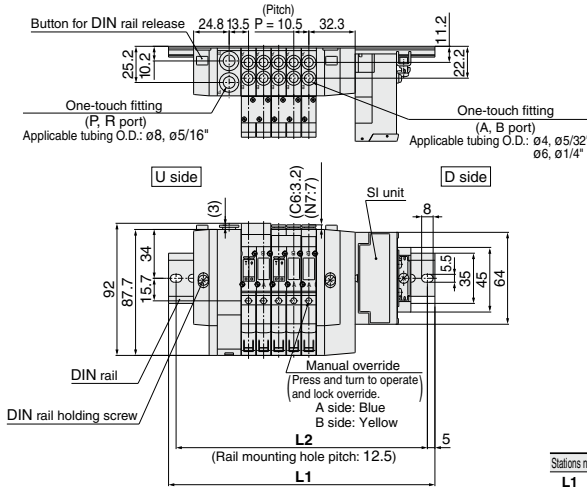 (Pitch)
Button for DIN rail release
24.8
13.5
P = 10.5
32.3
11.2
25.2
10.2
22.2
One-touch fitting
(P, R port)
Applicable tubing O.D.: ø8, ø5/16"
One-touch fitting
(A, B port)
Applicable tubing O.D.: ø4, ø5/32"
ø6, ø1/4"
U side
D side
(3)
(C6:3.2)
(N7:7)
SI unit
8
92
87.7
34
15.7
5.5
35
45
64
DIN rail
Manual override
(Press and turn to operate
and lock override.)
A side: Blue
B side: Yellow
DIN rail holding screw
L2
5
(Rail mounting hole pitch: 12.5)
L1
Stations
L1